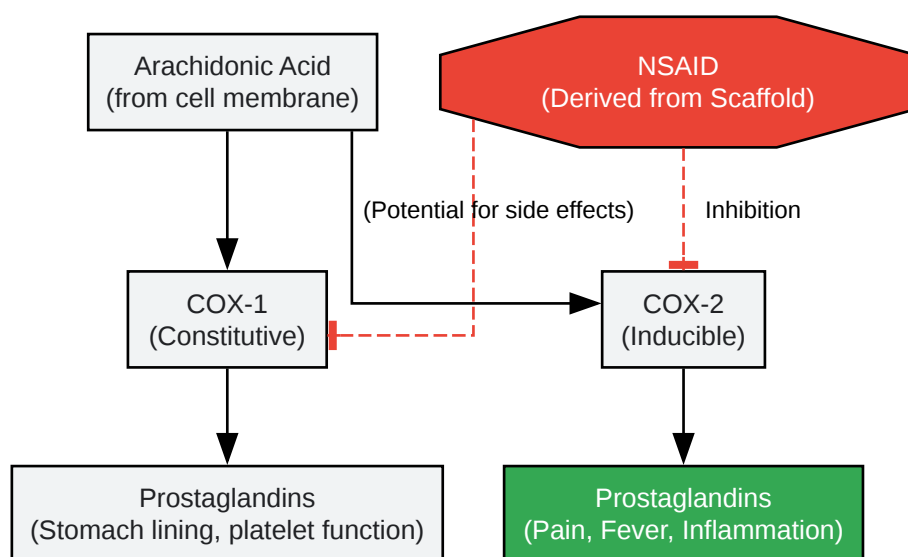 Arachidonic Acid
(from cell membrane)
NSAID
(Derived from Scaffold)
(Potential for side effects)
Inhibition
COX-1
(Constitutive)
COX-2
(Inducible)
Prostaglandins
(Stomach lining, platelet function)
Prostaglandins
(Pain, Fever, Inflammation)